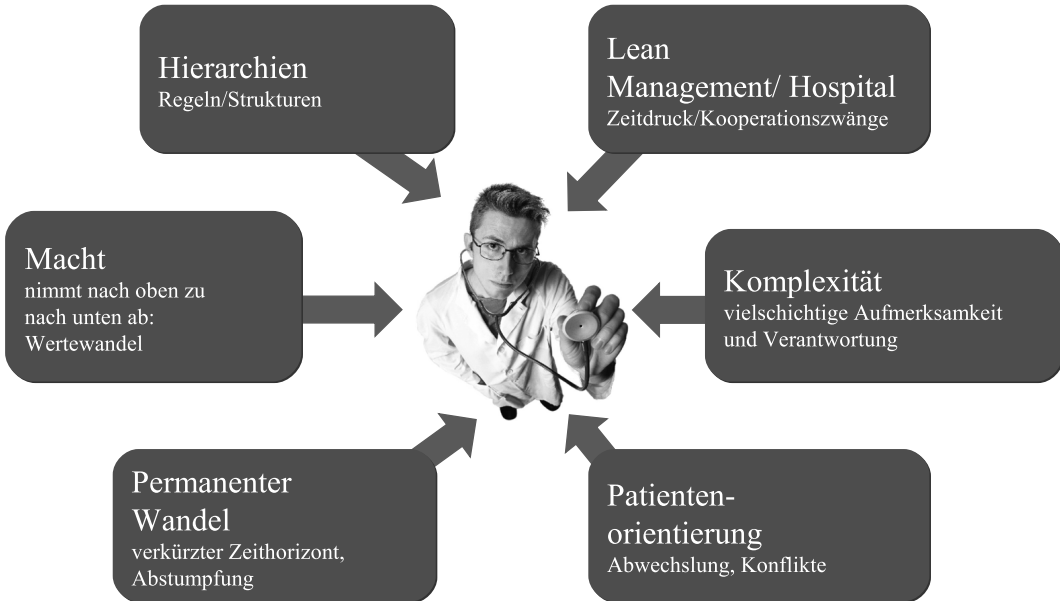 Hierarchien
Regeln/Strukturen
Lean
Management/ Hospital
Zeitdruck/Kooperationszwänge
Macht
nimmt nach oben zu
nach unten ab:
Wertewandel
Komplexität
vielschichtige Aufmerksamkeit
und Verantwortung
Permanenter
Wandel
verkürzter Zeithorizont,
Abstumpfung
Patienten-
orientierung
Abwechslung, Konflikte